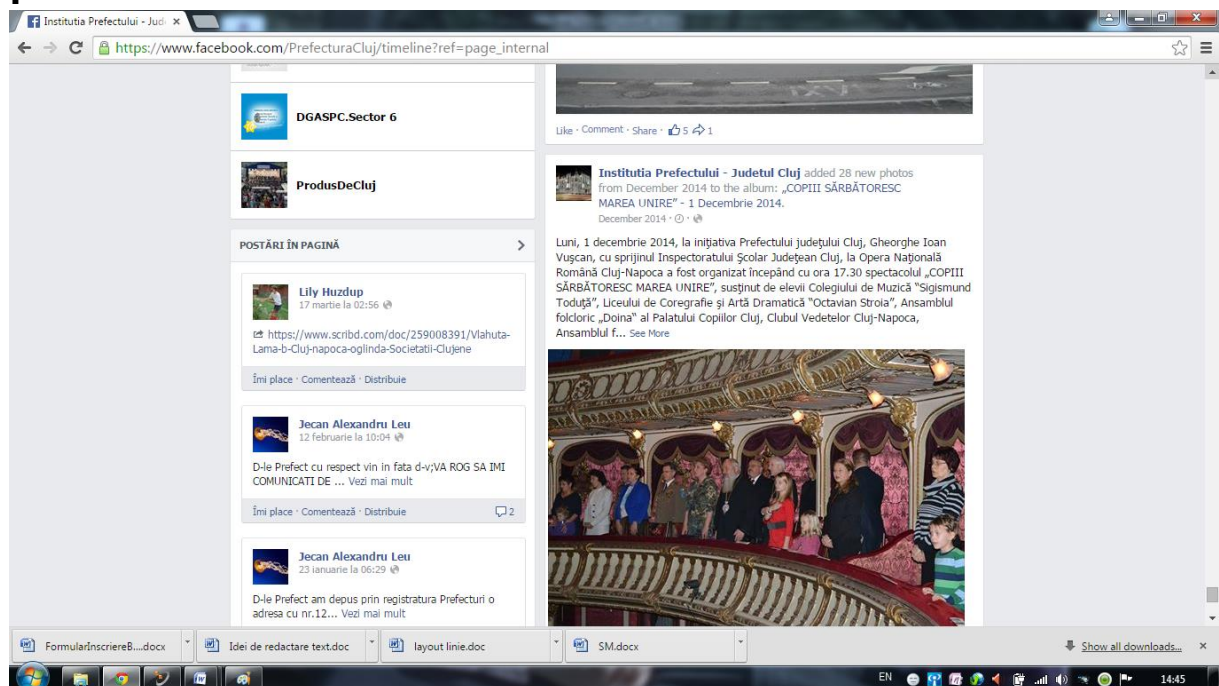 Institutia Prefectului - Jud
https://www.facebook.com/PrefecturaCluj/timeline?ref=page_internal
DGASPC.Sector 6
ProdusDeCluj
POSTĂRI ÎN PAGINĂ
Lily Huzdup
17 martie la 02:56
https://www.scribd.com/doc/259008391/Vlahuta-
Lama-b-Cluj-napoca-oglinda-Societatii-Clujene
Îmi place · Comentează · Distribuie
Jecan Alexandru Leu
12 februarie la 10:04
D-le Prefect cu respect vin in fata d-v;VA ROG SA IMI
COMUNICATI DE ... Vezi mai mult
Îmi place · Comentează · Distribuie 2
Jecan Alexandru Leu
23 ianuarie la 06:29
D-le Prefect am depus prin registratura Prefecturi o
adresa cu nr.12... Vezi mai mult
TAXI
Like · Comment · Share · 5 1
Institutia Prefectului - Judetul Cluj added 28 new photos
from December 2014 to the album: „COPIII SĂRBĂTORESC
MAREA UNIRE” - 1 Decembrie 2014.
December 2014
Luni, 1 decembrie 2014, la iniţiativa Prefectului judeţului Cluj, Gheorghe Ioan
Vuşcan, cu sprijinul Inspectoratului Şcolar Judeţean Cluj, la Opera Naţională
Română Cluj-Napoca a fost organizat începând cu ora 17.30 spectacolul „COPIII
SĂRBĂTORESC MAREA UNIRE”, susţinut de elevii Colegiului de Muzică “Sigismund
Toduţă”, Liceului de Coregrafie şi Artă Dramatică “Octavian Stroia”, Ansamblul
folcloric „Doina“ al Palatului Copiilor Cluj, Clubul Vedetelor Cluj-Napoca,
Ansamblul f... See More
FormularInscriereB....docx
Idei de redactare text.doc
layout linie.doc
SM.docx
Show all downloads...
EN
14:45